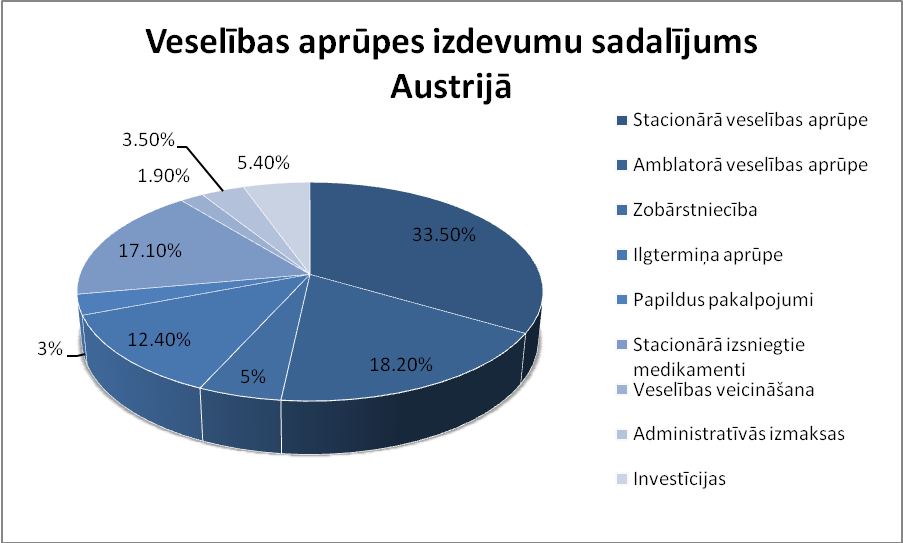 Veselības aprūpes izdevumu sadalījums
Austrijā
33.50%
18.20%
5%
12.40%
3%
17.10%
1.90%
3.50%
5.40%
Stacionārā veselības aprūpe
Amblatorā veselības aprūpe
Zobārstniecība
Ilgtermiņa aprūpe
Papildus pakalpojumi
Stacionārā izsniegtie
medikamenti
Veselības veicināšana
Administratīvās izmaksas
Investīcijas